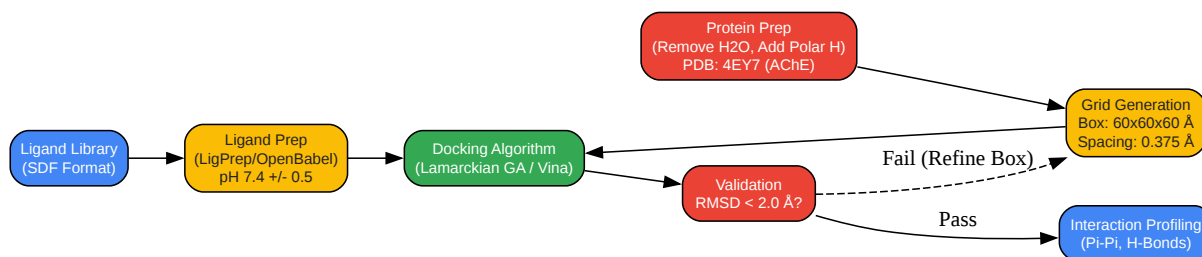 Protein Prep
(Remove H2O, Add Polar H)
PDB: 4EY7 (AChE)
Ligand Library
(SDF Format)
Ligand Prep
(LigPrep/OpenBabel)
pH 7.4 +/- 0.5
Docking Algorithm
(Lamarckian GA / Vina)
Validation
RMSD < 2.0 Å?
Fail (Refine Box)
Grid Generation
Box: 60x60x60 Å
Spacing: 0.375 Å
Pass
Interaction Profiling
(Pi-Pi, H-Bonds)